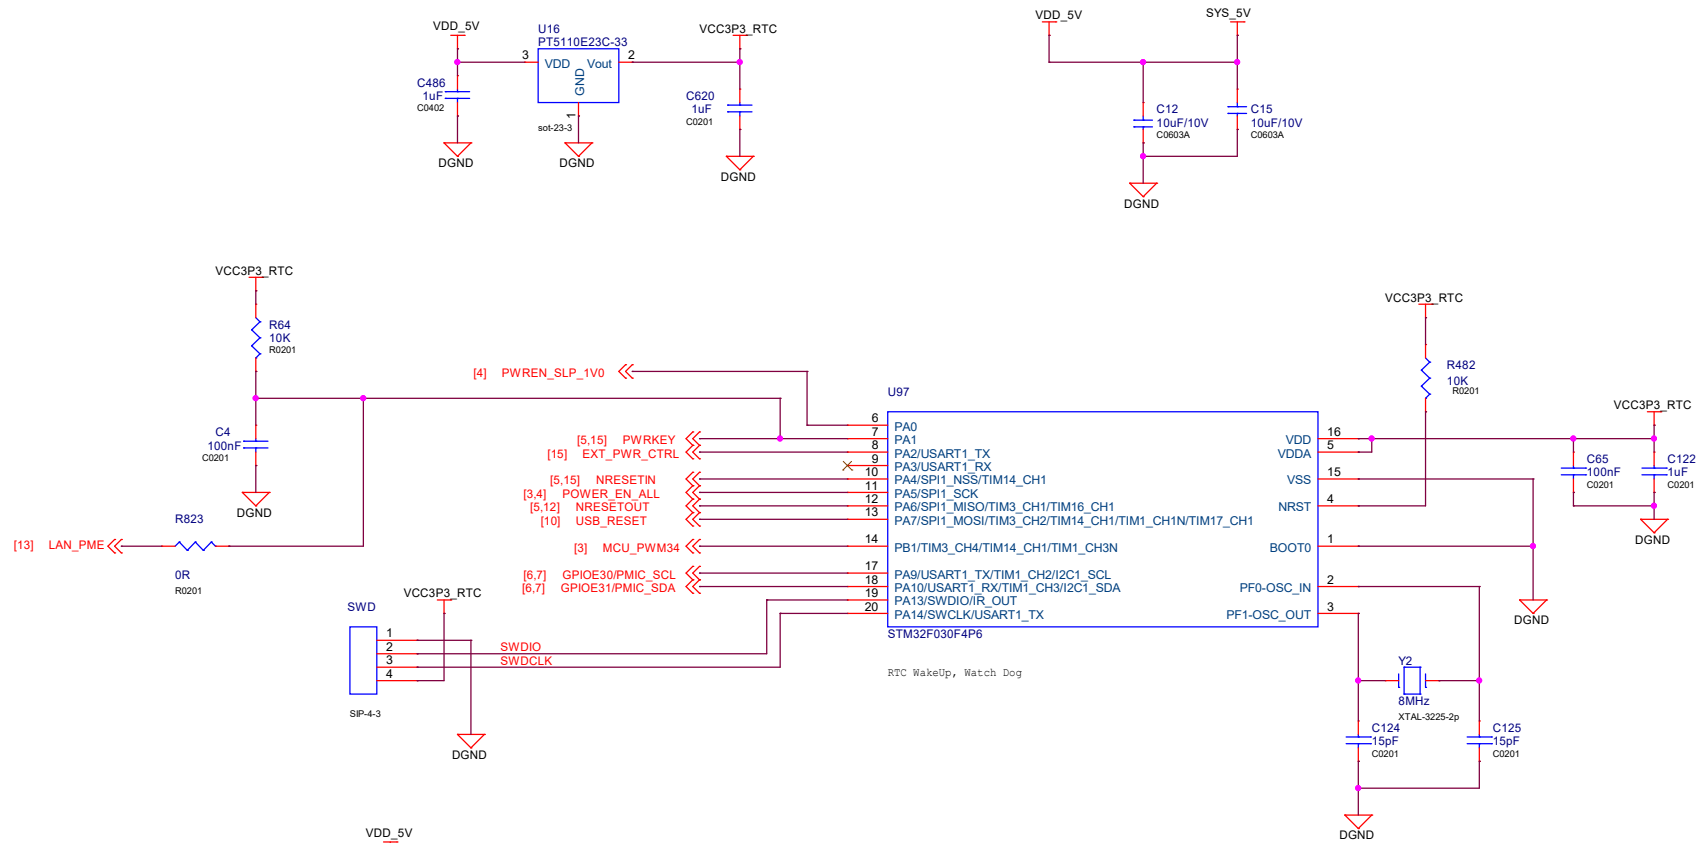 VDD_5V
U16
PT5110E23C-33
3
VDD
Vout
2
GND
1
sot-23-3
C486
1uF
C0402
DGND
DGND
VCC3P3_RTC
C620
1uF
C0201
DGND
VDD_5V
SYS_5V
C12
10uF/10V
C0603A
C15
10uF/10V
C0603A
DGND
VCC3P3_RTC
R64
10K
R0201
C4
100nF
C0201
DGND
[13] LAN_PME
R823
0R
R0201
[4] PWREN_SLP_1V0
[5,15] PWRKEY
[15] EXT_PWR_CTRL
[5,15] NRESETIN
[3,4] POWER_EN_ALL
[5,12] NRESETOUT
[10] USB_RESET
[3] MCU_PWM34
[6,7] GPIOE30/PMIC_SCL
[6,7] GPIOE31/PMIC_SDA
U97
6 PA0
7 PA1
8 PA2/USART1_TX
9 PA3/USART1_RX
10 PA4/SPI1_NSS/TIM14_CH1
11 PA5/SPI1_SCK
12 PA6/SPI1_MISO/TIM3_CH1/TIM16_CH1
13 PA7/SPI1_MOSI/TIM3_CH2/TIM14_CH1/TIM1_CH1N/TIM17_CH1
14 PB1/TIM3_CH4/TIM14_CH1/TIM1_CH3N
17 PA9/USART1_TX/TIM1_CH2/I2C1_SCL
18 PA10/USART1_RX/TIM1_CH3/I2C1_SDA
19 PA13/SWDIO/IR_OUT
20 PA14/SWCLK/USART1_TX
VDD 16
VDDA 5
VSS 15
NRST 4
BOOT0 1
PF0-OSC_IN 2
PF1-OSC_OUT 3
STM32F030F4P6
RTC WakeUp, Watch Dog
VCC3P3_RTC
R482
10K
R0201
VCC3P3_RTC
C65
100nF
C0201
C122
1uF
C0201
DGND
DGND
Y2
8MHz
XTAL-3225-2p
C124
15pF
C0201
C125
15pF
C0201
DGND
VCC3P3_RTC
SWD
1
2
3
4
SWDIO
SWDCLK
SIP-4-3
DGND
VDD_5V